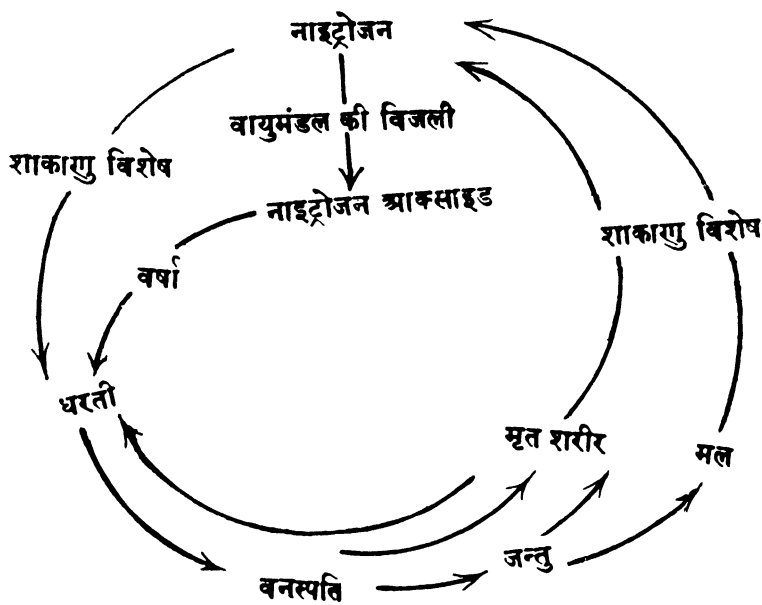 नाइट्रोजन
वायुमंडल की विजली
शाकाणु विशेष
नाइट्रोजन आक्साइड
शाकाणु विशेष
वर्षा
धरती
मृत शरीर
मल
जन्तु
वनस्पति